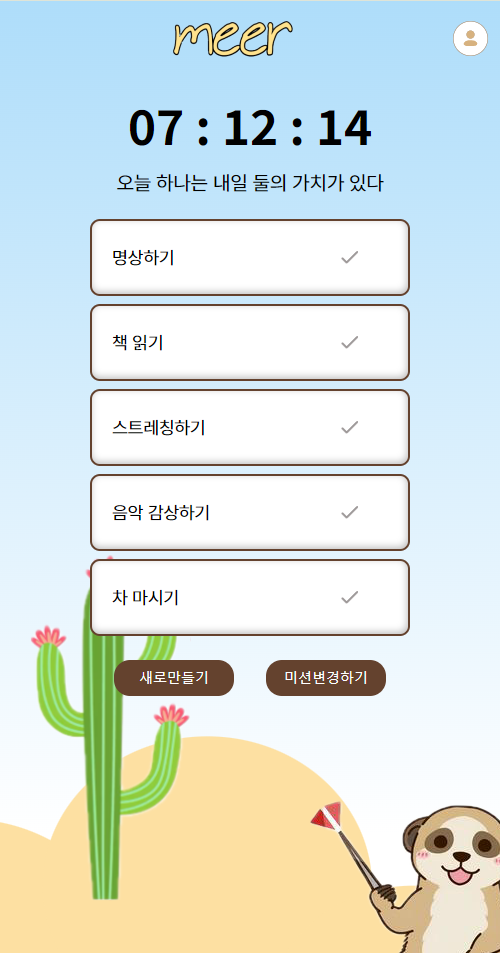 meer
07 : 12 : 14
오늘 하나는 내일 둘의 가치가 있다
명상하기
책 읽기
스트레칭하기
음악 감상하기
차 마시기
새로만들기 미션변경하기